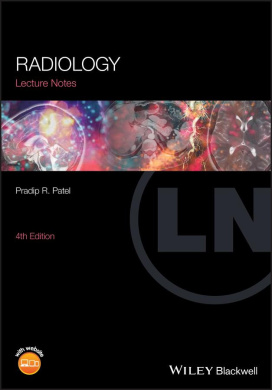 RADIOLOGY
Lecture Notes
Pradip R. Patel
4th Edition
LN
with website
WILEY Blackwell